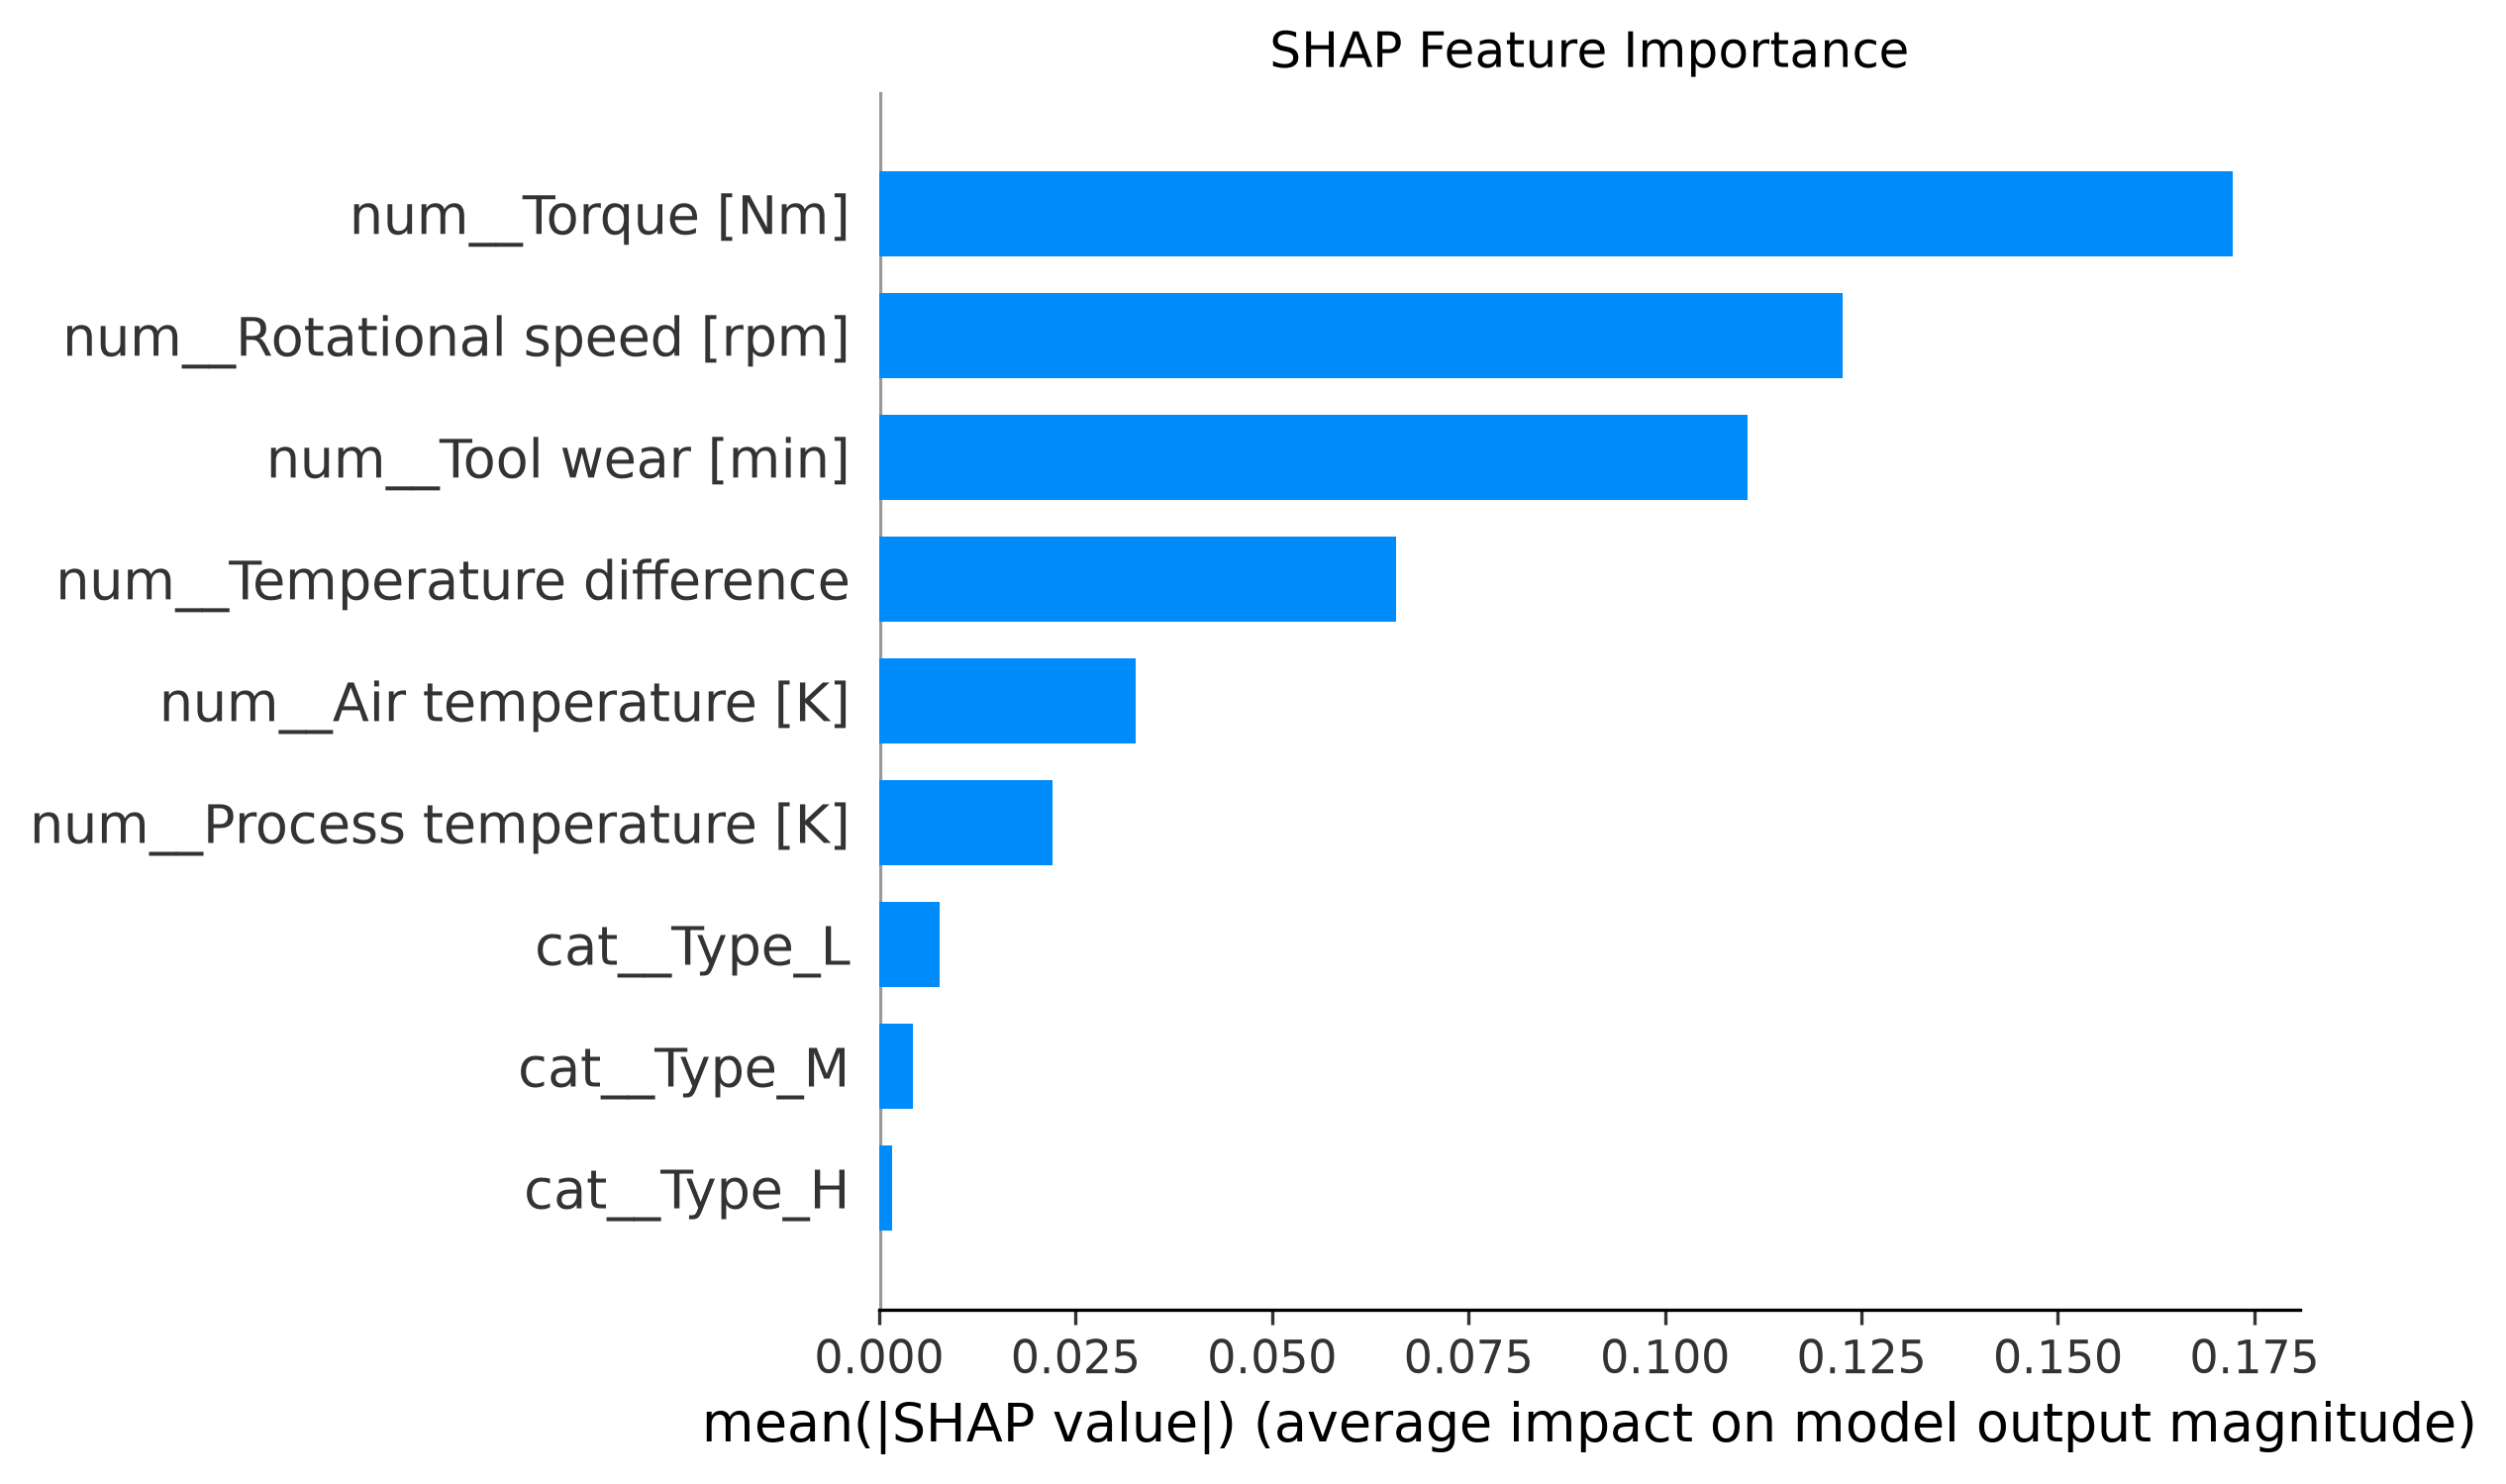 SHAP Feature Importance
num__Torque [Nm]
num__Rotational speed [rpm]
num__Tool wear [min]
num__Temperature difference
num__Air temperature [K]
num__Process temperature [K]
cat__Type_L
cat__Type_M
cat__Type_H
0.000 0.025 0.050 0.075 0.100 0.125 0.150 0.175
mean(|SHAP value|) (average impact on model output magnitude)